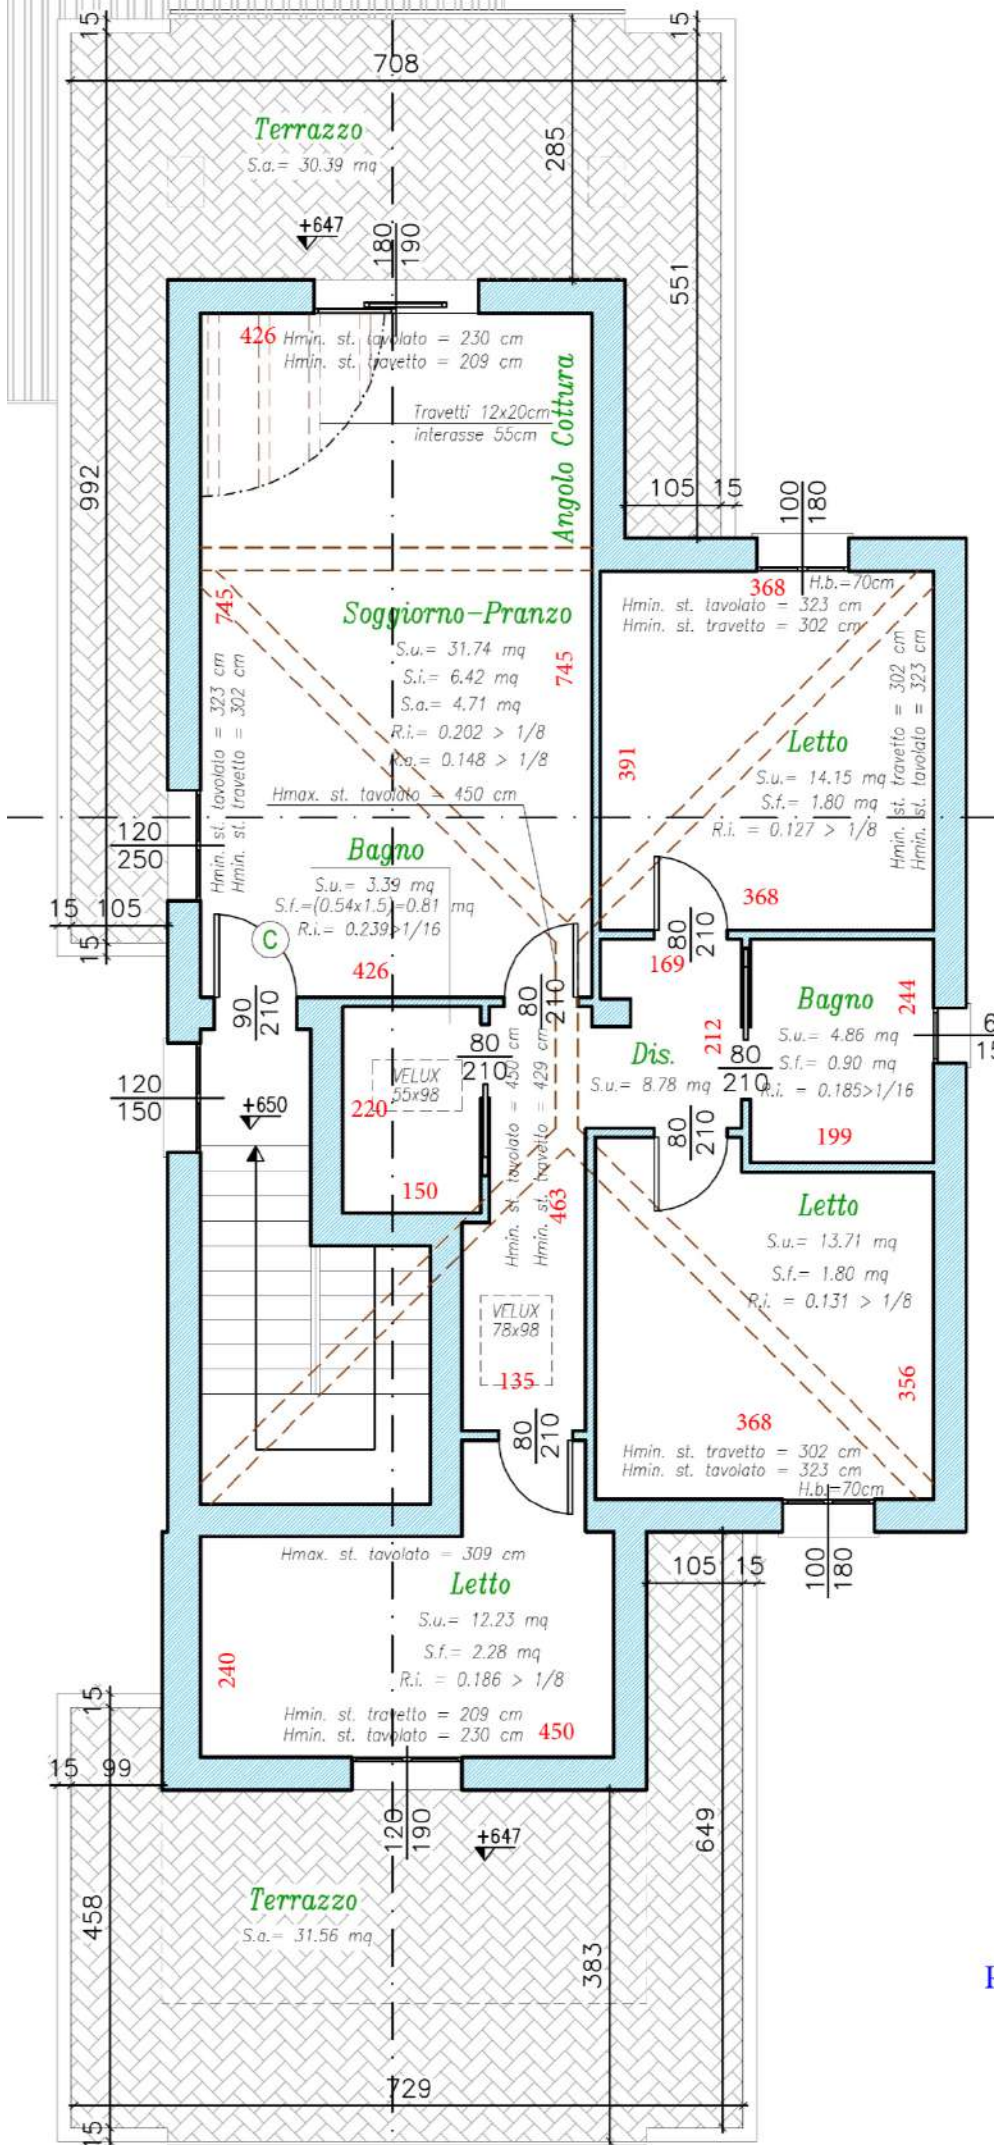 15
15
708
Terrazzo
S.a.= 30.39 mq
285
+647
180
190
551
426
Hmin. st. tavolato = 230 cm
Hmin. st. travetto = 209 cm
Travetti 12x20cm
interasse 55cm
Angolo Cottura
992
105
15
100
180
H.b.=70cm
368
Hmin. st. tavolato = 323 cm
Hmin. st. travetto = 302 cm
745
Soggiorno-Pranzo
S.u.= 31.74 mq
S.i.= 6.42 mq
S.a.= 4.71 mq
R.i.= 0.202 > 1/8
R.a.= 0.148 > 1/8
745
Hmin. st. tavolato = 323 cm
Hmin. st. travetto = 302 cm
Hmin. st. travetto = 302 cm
Hmin. st. tavolato = 323 cm
391
Letto
S.u.= 14.15 mq
S.f.= 1.80 mq
R.i. = 0.127 > 1/8
Hmax. st. tavolato = 450 cm
120
250
Bagno
S.u.= 3.39 mq
S.f.=(0.54x1.5)=0.81 mq
R.i.= 0.239>1/16
368
15
105
15
C
426
80
210
169
90
210
80
210
Bagno
S.u.= 4.86 mq
S.f.= 0.90 mq
R.i.= 0.185>1/16
244
6
15
212
Dis.
S.u.= 8.78 mq
80
210
80
210
VELUX
55x98
220
120
150
+650
80
210
199
150
463
Hmin. st. tavolato = 450 cm
Hmin. st. travetto = 429 cm
Letto
S.u.= 13.71 mq
S.f.= 1.80 mq
R.i. = 0.131 > 1/8
VELUX
78x98
135
356
368
80
210
Hmin. st. travetto = 302 cm
Hmin. st. tavolato = 323 cm
H.b.=70cm
Hmax. st. tavolato = 309 cm
Letto
S.u.= 12.23 mq
S.f.= 2.28 mq
R.i. = 0.186 > 1/8
105
15
100
180
240
Hmin. st. travetto = 209 cm
Hmin. st. tavolato = 230 cm
450
15
15
99
120
190
+647
649
Terrazzo
S.a.= 31.56 mq
458
383
729
15